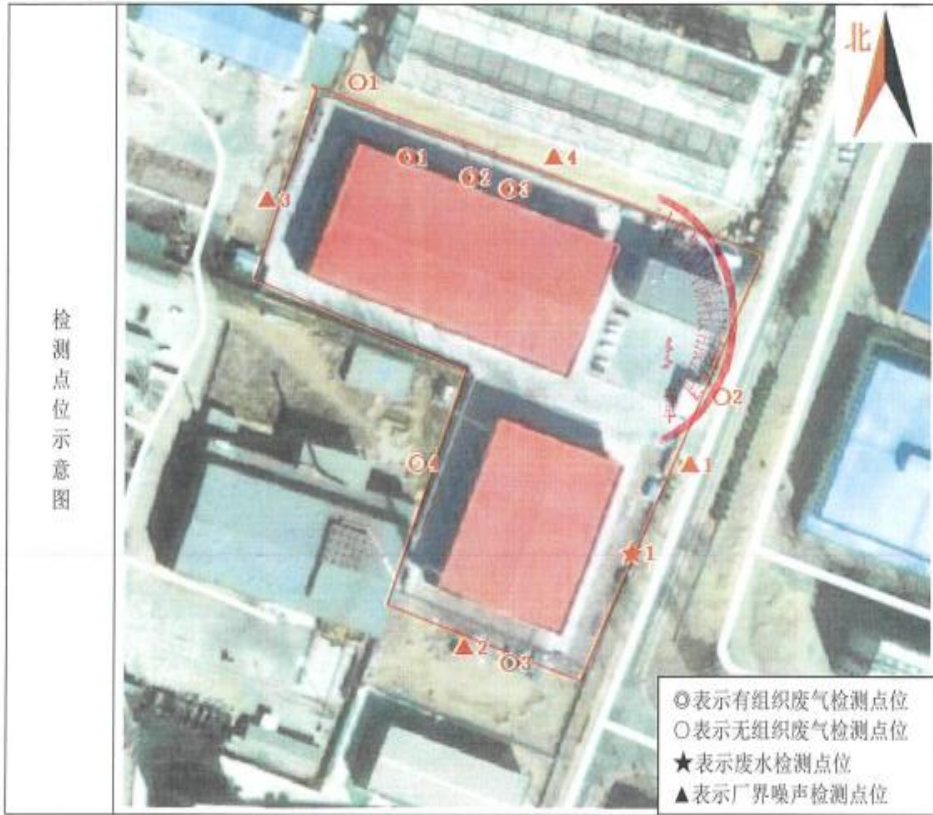 检测点位示意图
北
○1
◎1
◎2
◎3
▲4
▲3
○2
○4
▲1
★1
▲2
○3
◎表示有组织废气检测点位
○表示无组织废气检测点位
★表示废水检测点位
▲表示厂界噪声检测点位